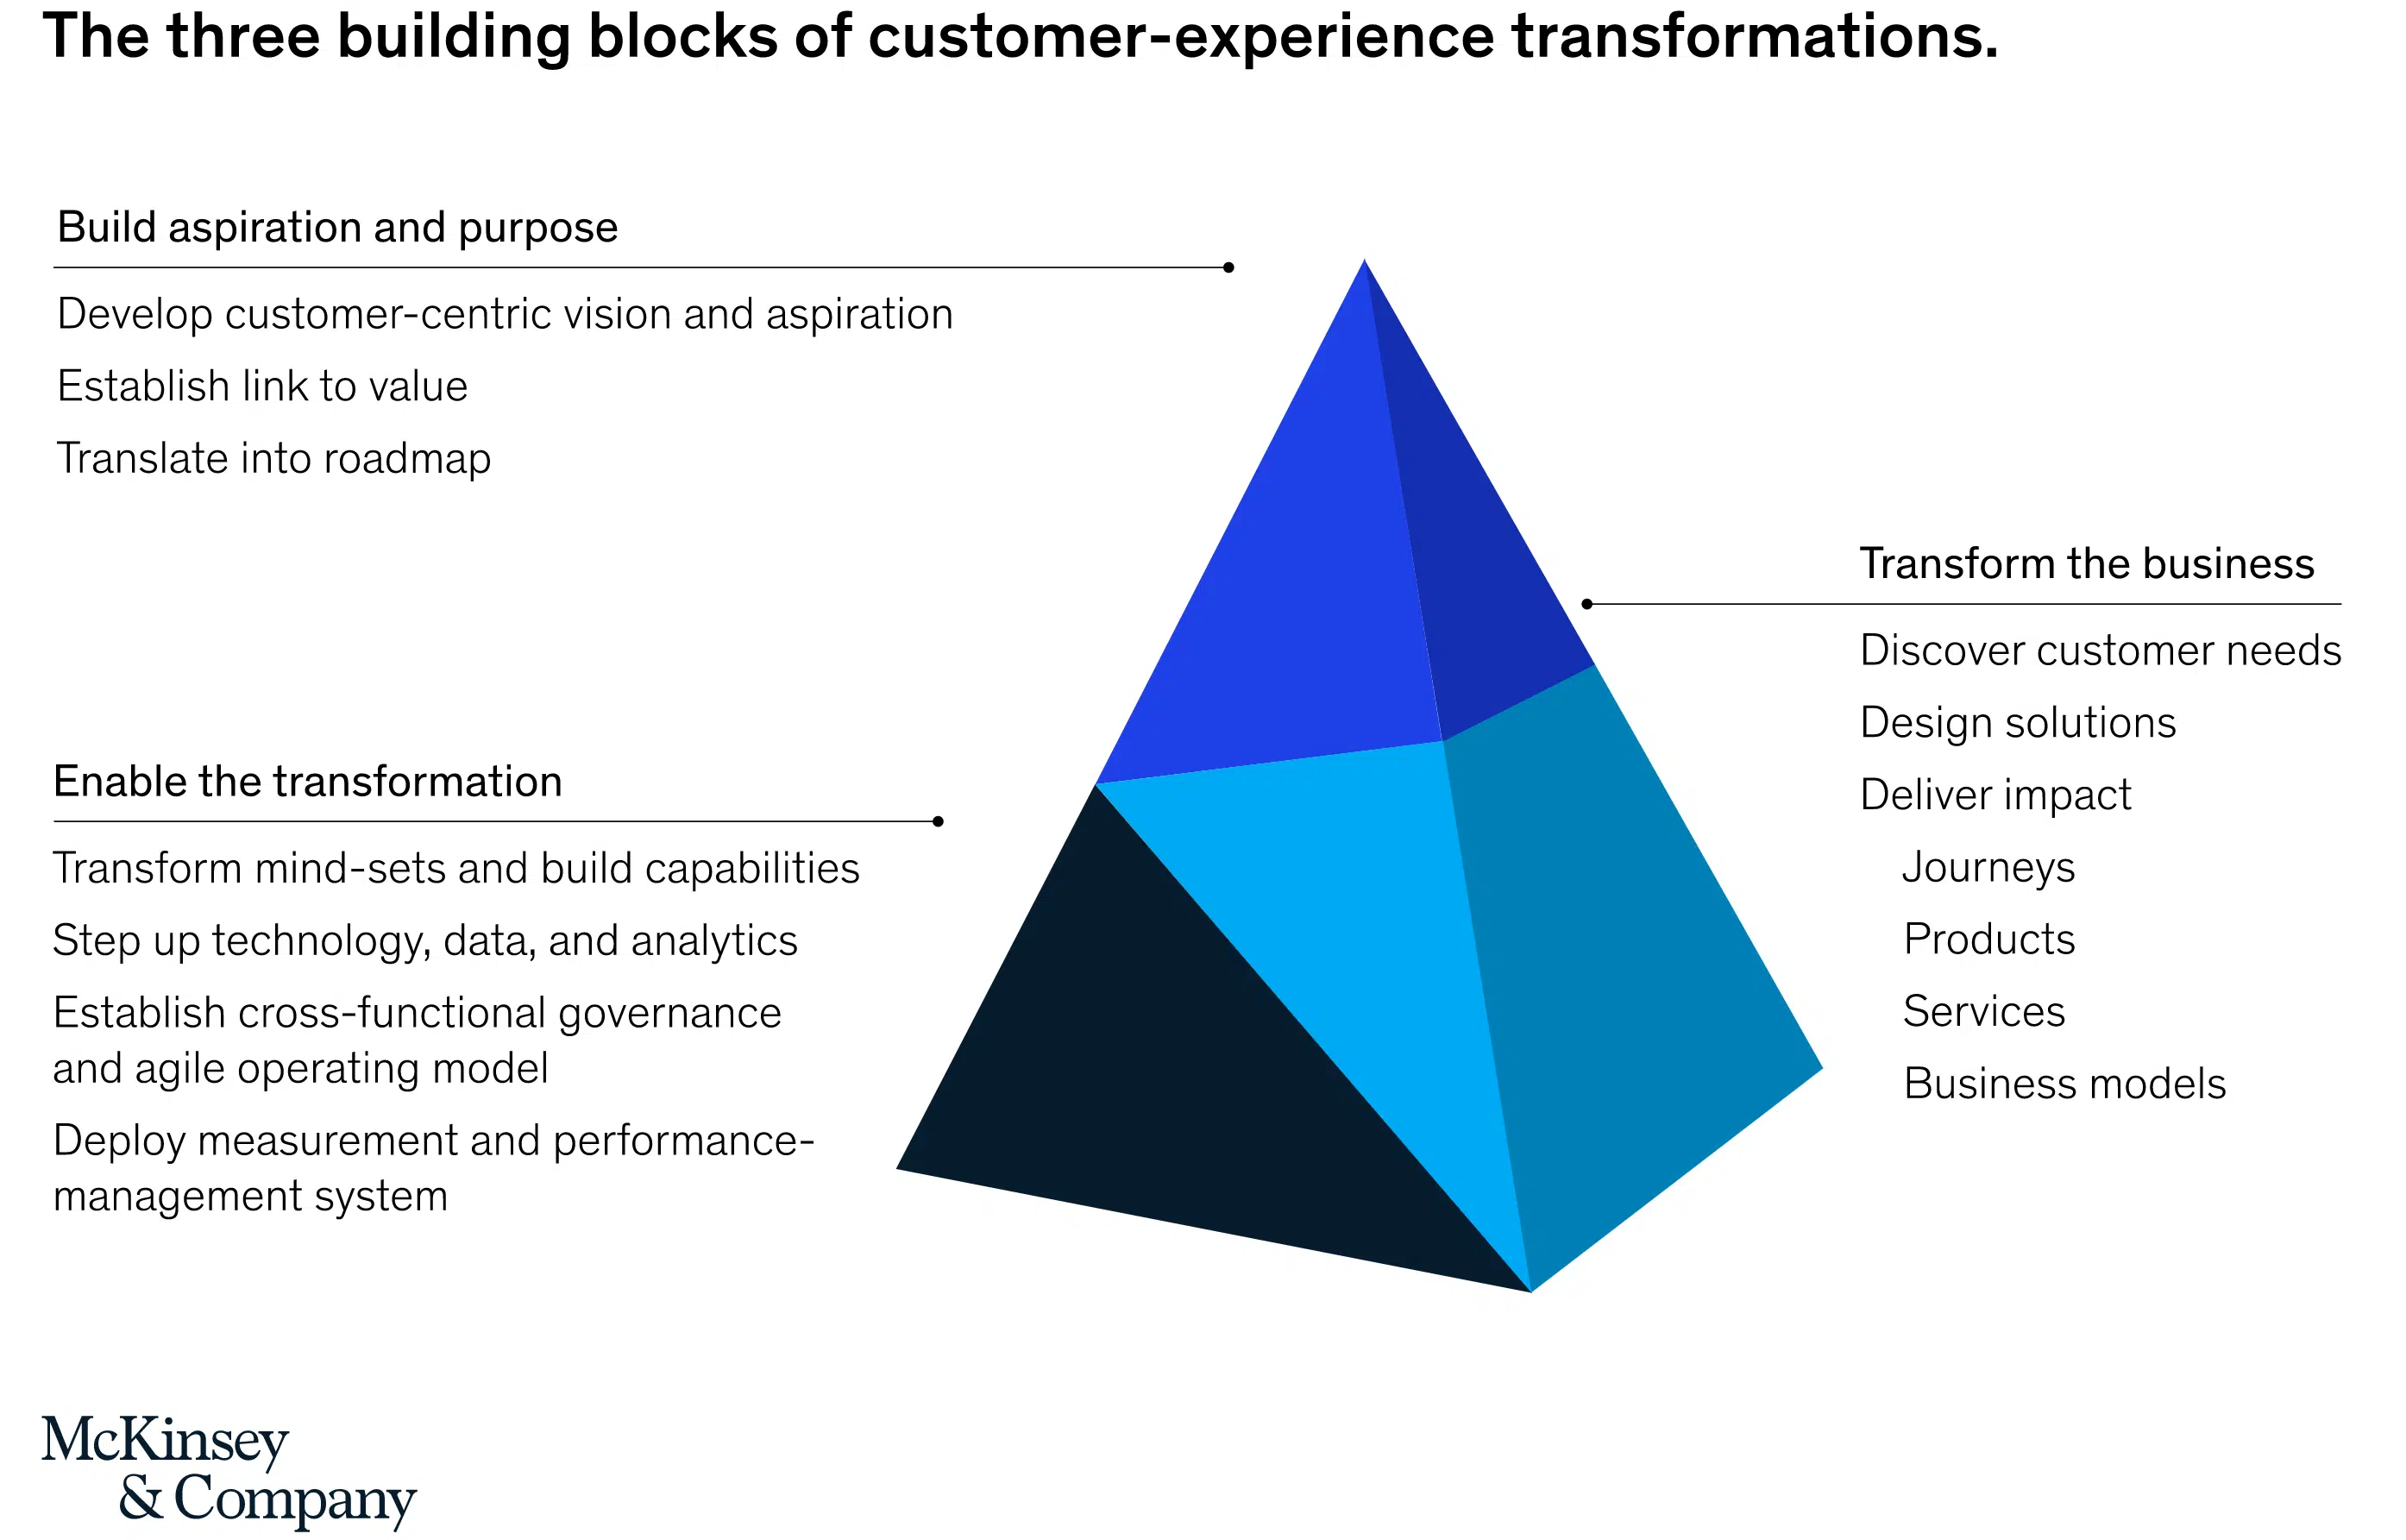 The three building blocks of customer-experience transformations.
Build aspiration and purpose
Develop customer-centric vision and aspiration
Establish link to value
Translate into roadmap
Transform the business
Discover customer needs
Design solutions
Deliver impact
Journeys
Products
Services
Business models
Enable the transformation
Transform mind-sets and build capabilities
Step up technology, data, and analytics
Establish cross-functional governance
and agile operating model
Deploy measurement and performance-
management system
McKinsey
& Company